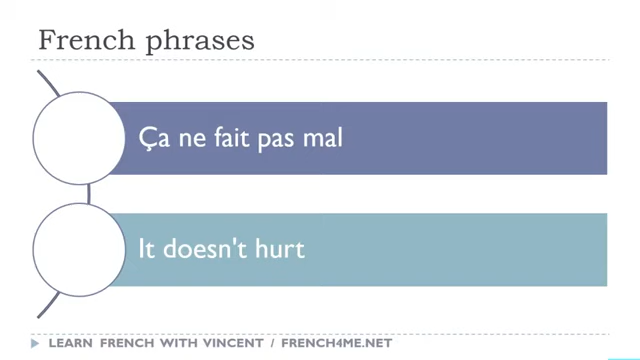 French phrases
Ça ne fait pas mal
It doesn't hurt
LEARN FRENCH WITH VINCENT / FRENCH4ME.NET